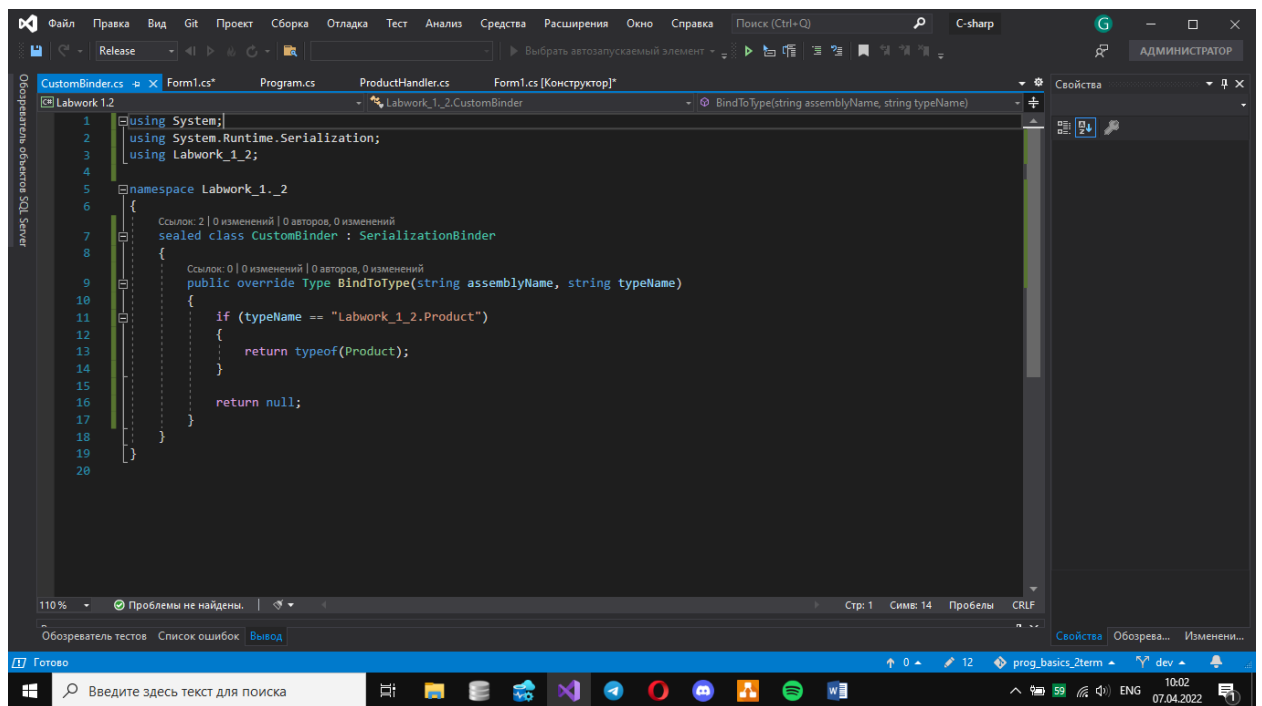 Файл Правка Вид Git Проект Сборка Отладка Тест Анализ Средства Расширения Окно Справка Поиск (Ctrl+Q) C-sharp G
Release Выбрать автозапускаемый элемент АДМИНИСТРАТОР
Обозреватель объектов SQL Server
CustomBinder.cs Form1.cs* Program.cs ProductHandler.cs Form1.cs [Конструктор]* Свойства
C# Labwork 1.2 Labwork_1._2.CustomBinder BindToType(string assemblyName, string typeName)
1 using System;
2 using System.Runtime.Serialization;
3 using Labwork_1_2;
4
5 namespace Labwork_1._2
6 {
Ссылок: 2 | 0 изменений | 0 авторов, 0 изменений
7 sealed class CustomBinder : SerializationBinder
8 {
Ссылок: 0 | 0 изменений | 0 авторов, 0 изменений
9 public override Type BindToType(string assemblyName, string typeName)
10 {
11 if (typeName == "Labwork_1_2.Product")
12 {
13 return typeof(Product);
14 }
15
16 return null;
17 }
18 }
19 }
20
110 % Проблемы не найдены. Стр: 1 Симв: 14 Пробелы CRLF
Обозреватель тестов Список ошибок Вывод Свойства Обозрева... Изменени...
Готово 0 12 prog_basics_2term dev
Введите здесь текст для поиска 59 ENG 10:02
07.04.2022 1